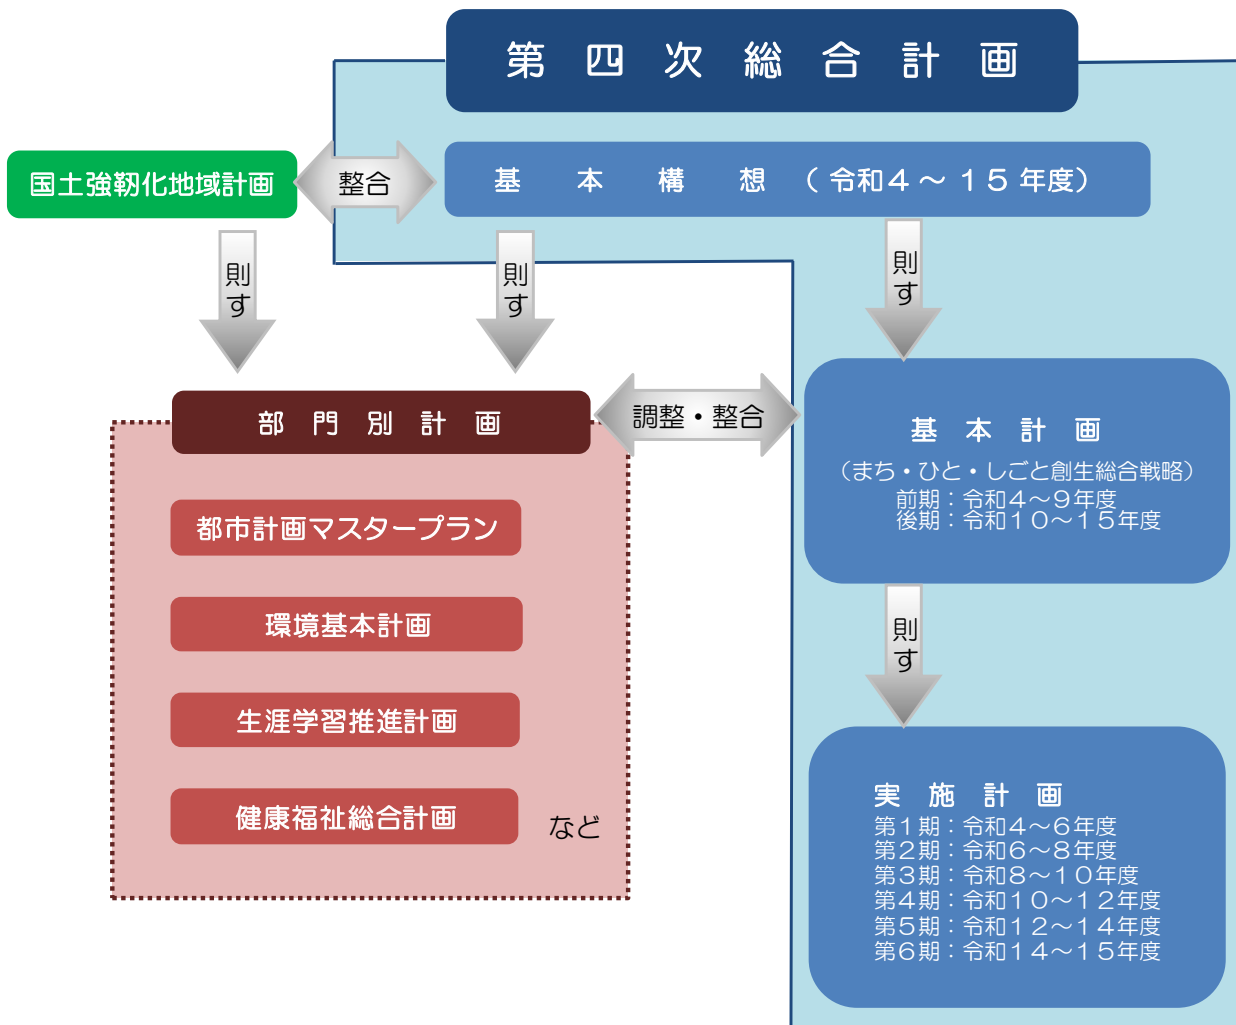 第四次総合計画
国土強靭化地域計画
整合
基本構想（令和４～１５年度）
則す
則す
則す
部門別計画
調整・整合
基本計画
（まち・ひと・しごと創生総合戦略）
前期：令和４～９年度
後期：令和１０～１５年度
都市計画マスタープラン
環境基本計画
生涯学習推進計画
健康福祉総合計画
など
則す
実施計画
第１期：令和４～６年度
第２期：令和６～８年度
第３期：令和８～１０年度
第４期：令和１０～１２年度
第５期：令和１２～１４年度
第６期：令和１４～１５年度